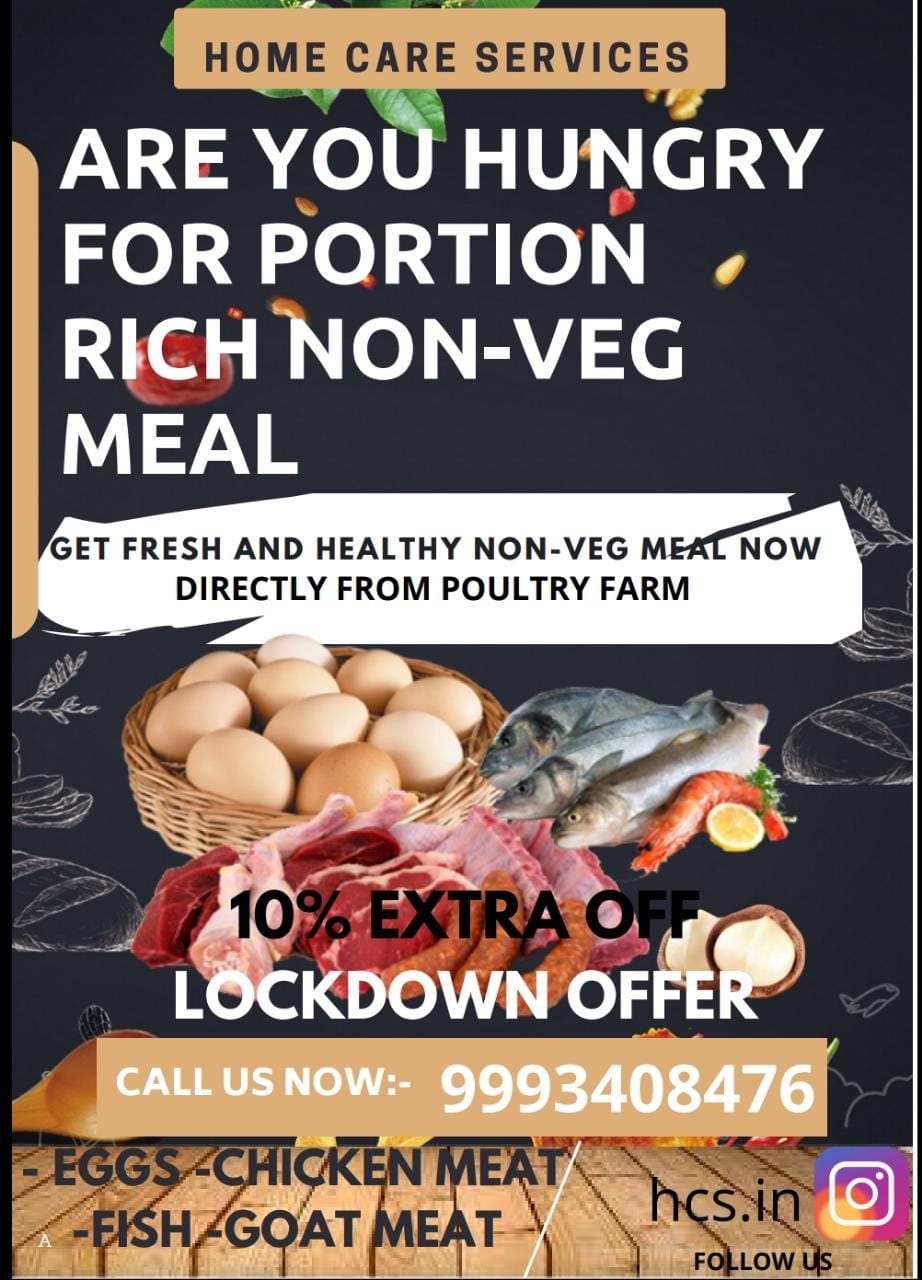 HOME CARE SERVICES
ARE YOU HUNGRY
FOR PORTION
RICH NON-VEG
MEAL
GET FRESH AND HEALTHY NON-VEG MEAL NOW
DIRECTLY FROM POULTRY FARM
10% EXTRA OFF
LOCKDOWN OFFER
CALL US NOW:- 9993408476
- EGGS -CHICKEN MEAT
-FISH -GOAT MEAT
A
hcs.in
FOLLOW US